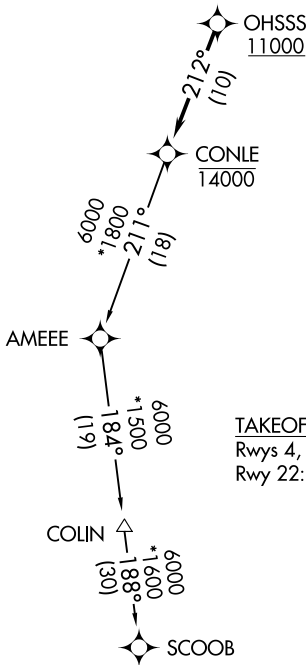 OHSSS
11000
212°
(10)
CONLE
14000
6000
*1800
211°
(18)
AMEEE
6000
*1500
184°
(19)
TAKEOF
Rwys 4,
Rwy 22:
COLIN
6000
*1600
188°
(30)
SCOOB